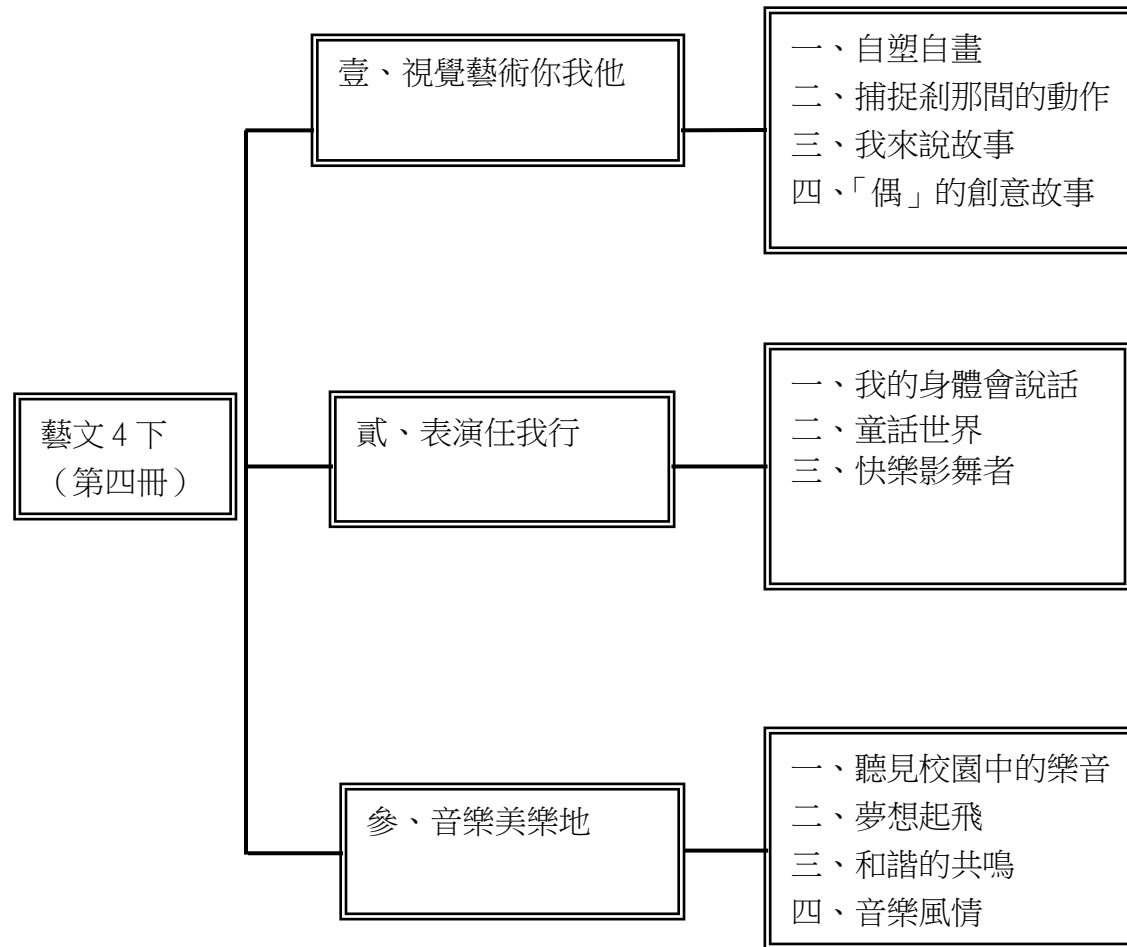 壹、視覺藝術你我他
一、自塑自畫
二、捕捉剎那間的動作
三、我來說故事
四、「偶」的創意故事
藝文4下
（第四冊）
貳、表演任我行
一、我的身體會說話
二、童話世界
三、快樂影舞者
參、音樂美樂地
一、聽見校園中的樂音
二、夢想起飛
三、和諧的共鳴
四、音樂風情